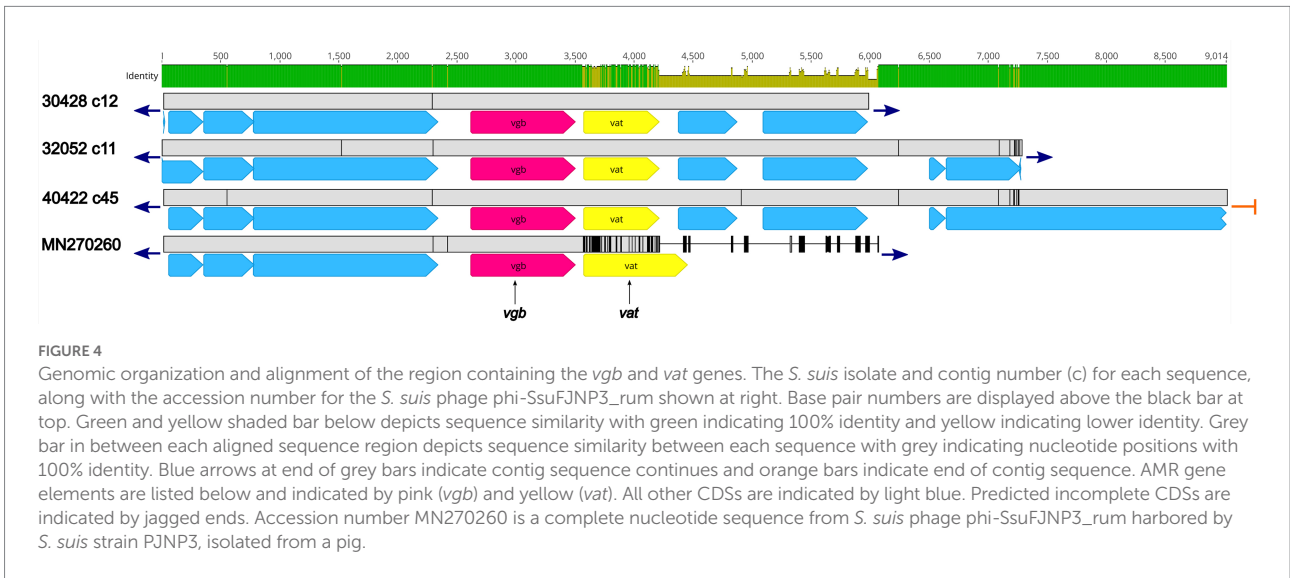 1 500 1,000 1,500 2,000 2,500 3,000 3,500 4,000 4,500 5,000 5,500 6,000 6,500 7,000 7,500 8,000 8,500 9,014
Identity
30428 c12
vgb vat
32052 c11
vgb vat
40422 c45
vgb vat
MN270260
vgb vat
vgb vat
FIGURE 4
Genomic organization and alignment of the region containing the vgb and vat genes. The S. suis isolate and contig number (c) for each sequence,
along with the accession number for the S. suis phage phi-SsuFJNP3_rum shown at right. Base pair numbers are displayed above the black bar at
top. Green and yellow shaded bar below depicts sequence similarity with green indicating 100% identity and yellow indicating lower identity. Grey
bar in between each aligned sequence region depicts sequence similarity between each sequence with grey indicating nucleotide positions with
100% identity. Blue arrows at end of grey bars indicate contig sequence continues and orange bars indicate end of contig sequence. AMR gene
elements are listed below and indicated by pink (vgb) and yellow (vat). All other CDSs are indicated by light blue. Predicted incomplete CDSs are
indicated by jagged ends. Accession number MN270260 is a complete nucleotide sequence from S. suis phage phi-SsuFJNP3_rum harbored by
S. suis strain PJNP3, isolated from a pig.